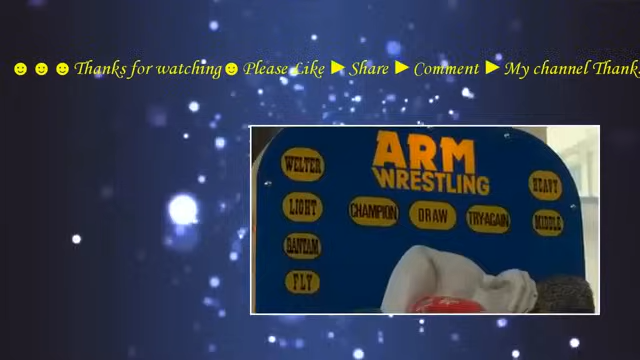 ☻ ☻ ☻ Thanks for watching ☻ Please Like ► Share ► Comment ► My channel Thank
ARM
WRESTLING
WELTER
HEAVY
LIGHT
CHAMPION
DRAW
TRY AGAIN
MIDDLE
BANTAM
FLY